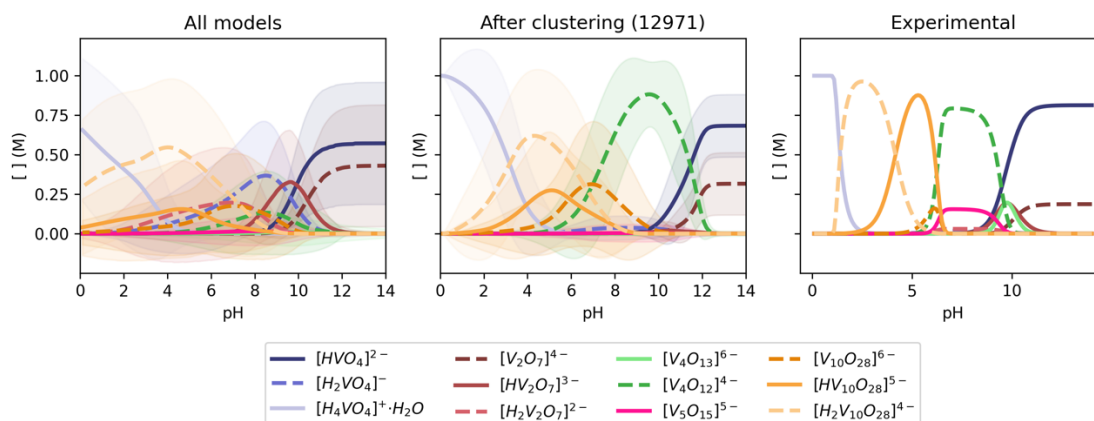 All models
After clustering (12971)
Experimental
[ ] (M)
1.00
0.75
0.50
0.25
0.00
0 2 4 6 8 10 12 14
pH
[ ] (M)
0 2 4 6 8 10 12 14
pH
[ ] (M)
0 5 10
pH
[HVO₄]²⁻
[H₂VO₄]⁻
[H₄VO₄]⁺·H₂O
[V₂O₇]⁴⁻
[HV₂O₇]³⁻
[H₂V₂O₇]²⁻
[V₄O₁₃]⁶⁻
[V₄O₁₂]⁴⁻
[V₅O₁₅]⁵⁻
[V₁₀O₂₈]⁶⁻
[HV₁₀O₂₈]⁵⁻
[H₂V₁₀O₂₈]⁴⁻